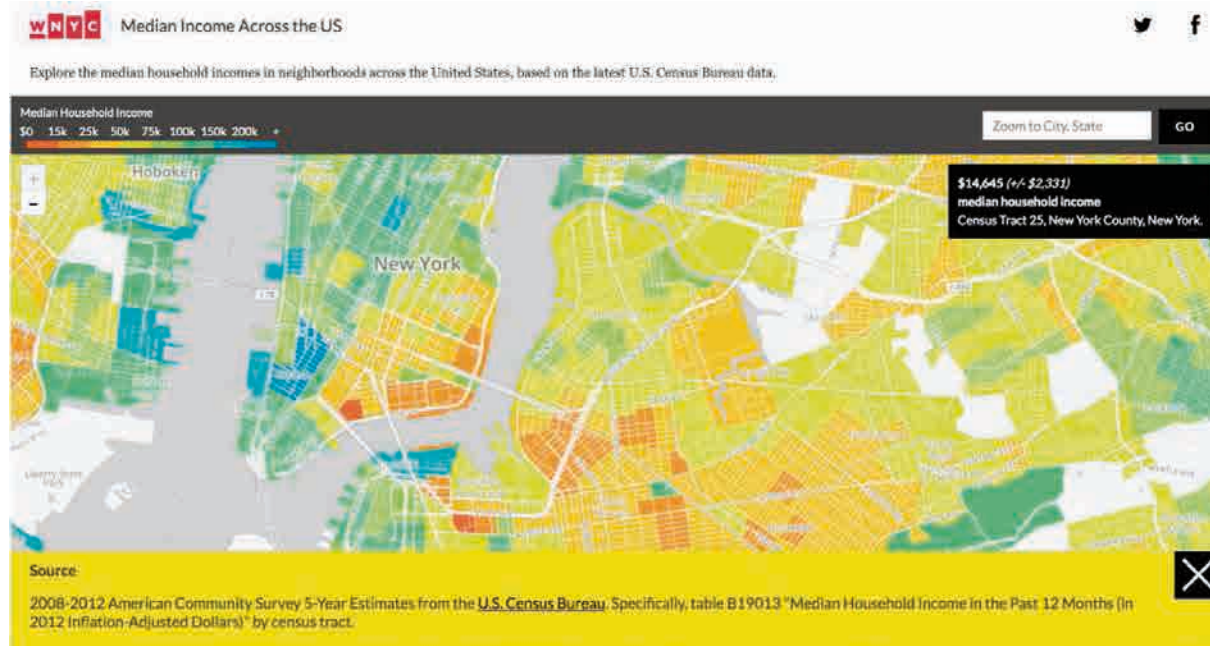 WNYC Median Income Across the US
Explore the median household incomes in neighborhoods across the United States, based on the latest U.S. Census Bureau data.
Median Household Income
$0 15k 25k 50k 75k 100k 150k 200k +
Zoom to City, State
GO
+
-
Hoboken
$14,645 (+/- $2,331)
median household income
Census Tract 25, New York County, New York.
New York
Liberty State
Park
Source
2008-2012 American Community Survey 5-Year Estimates from the U.S. Census Bureau. Specifically, table B19013 "Median Household Income in the Past 12 Months (in
2012 Inflation-Adjusted Dollars)" by census tract.